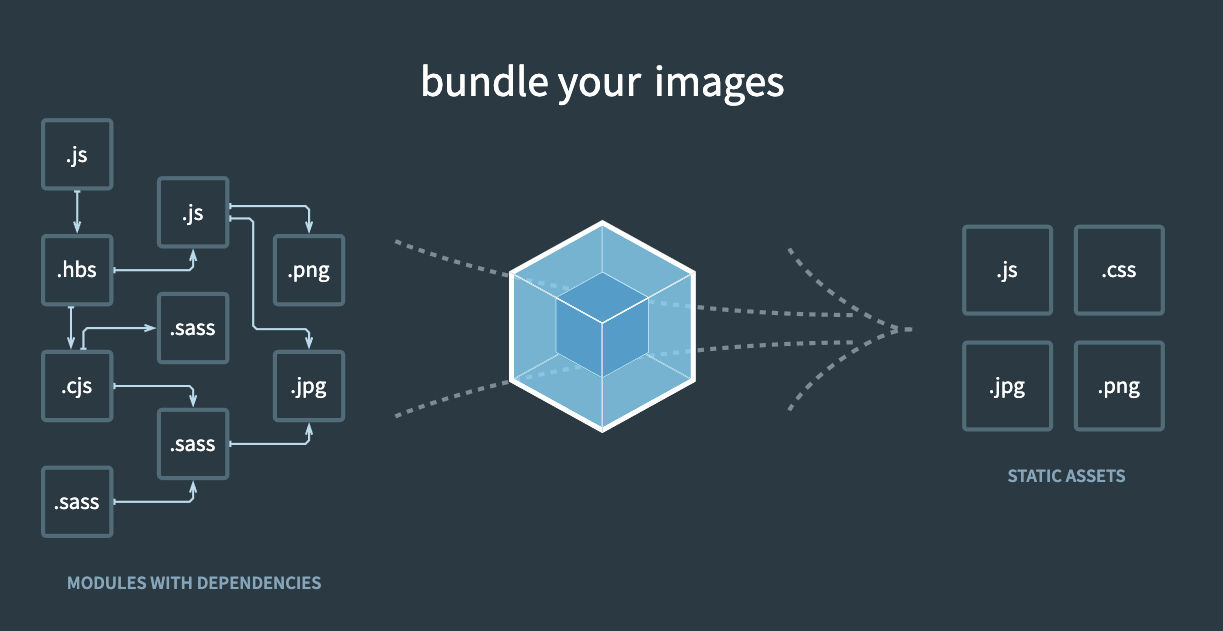 bundle your images
.js
.js
.hbs
.png
.sass
.cjs
.jpg
.sass
.sass
MODULES WITH DEPENDENCIES
.js
.css
.jpg
.png
STATIC ASSETS